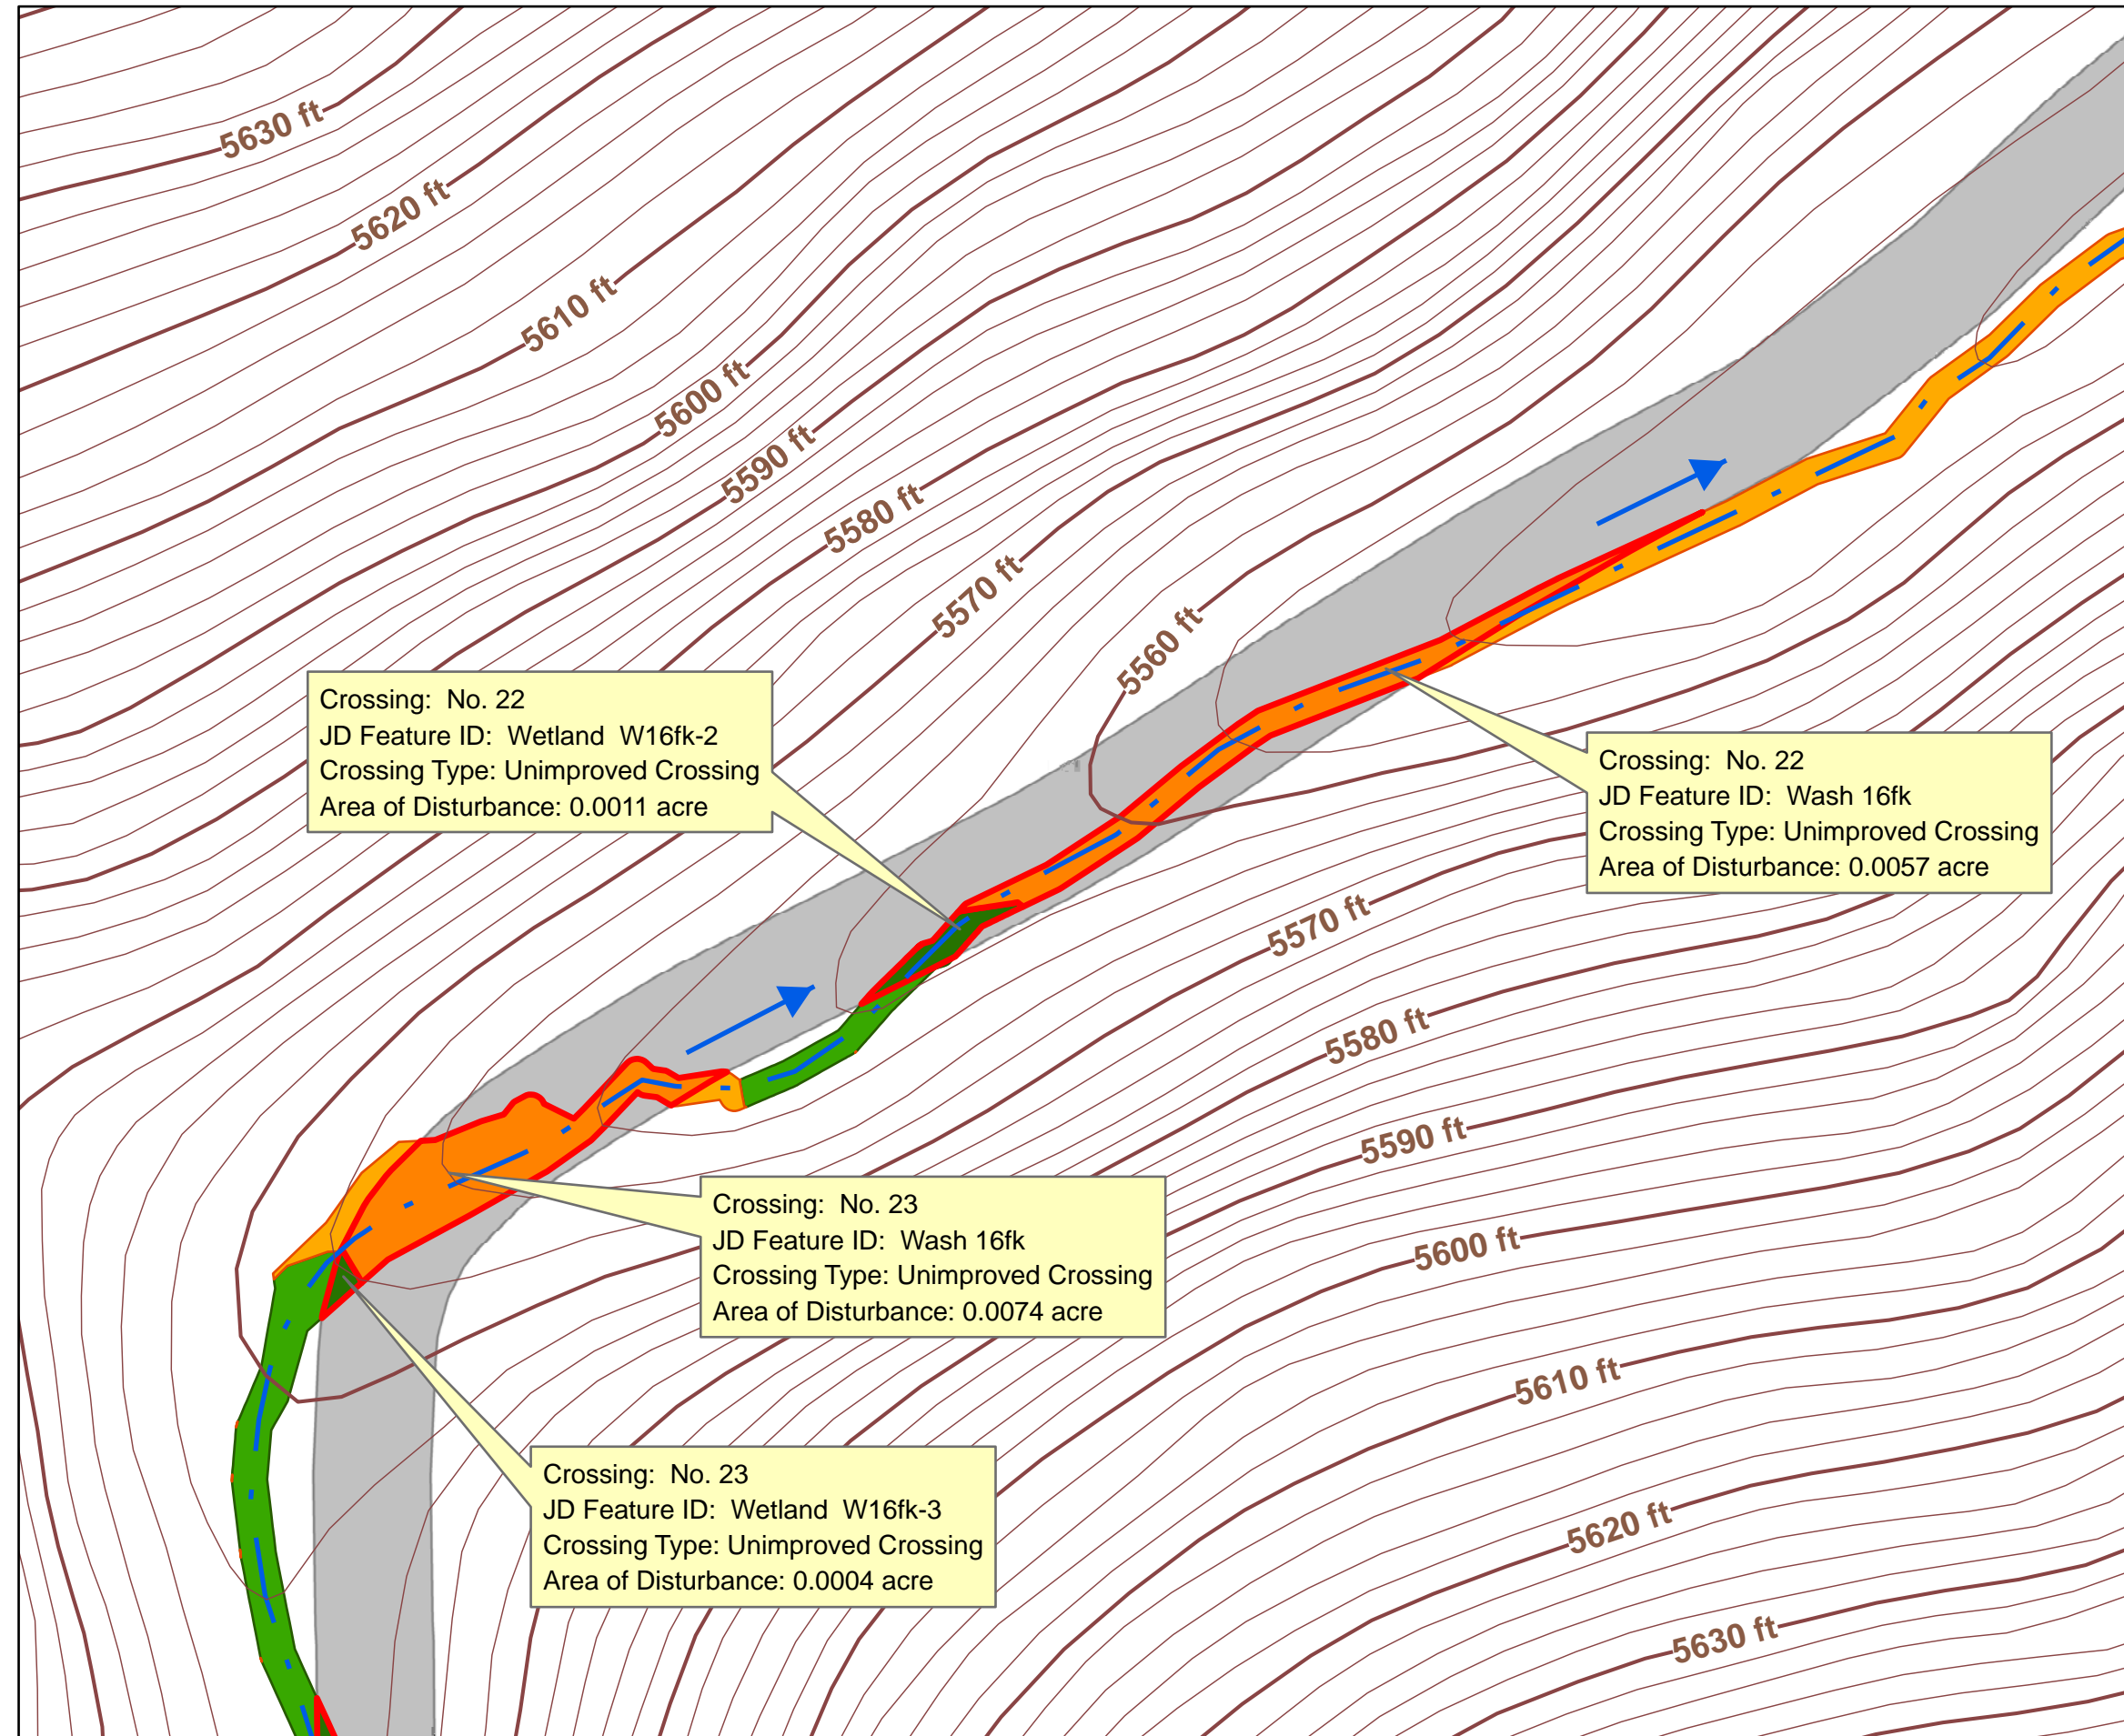 5630 ft
5620 ft
5610 ft
5600 ft
5590 ft
5580 ft
5570 ft
5560 ft
Crossing:  No. 22
JD Feature ID:  Wetland  W16fk-2
Crossing Type: Unimproved Crossing
Area of Disturbance: 0.0011 acre
Crossing:  No. 22
JD Feature ID:  Wash 16fk
Crossing Type: Unimproved Crossing
Area of Disturbance: 0.0057 acre
5570 ft
5580 ft
5590 ft
Crossing:  No. 23
JD Feature ID:  Wash 16fk
Crossing Type: Unimproved Crossing
Area of Disturbance: 0.0074 acre
5600 ft
5610 ft
Crossing:  No. 23
JD Feature ID:  Wetland  W16fk-3
Crossing Type: Unimproved Crossing
Area of Disturbance: 0.0004 acre
5620 ft
5630 ft